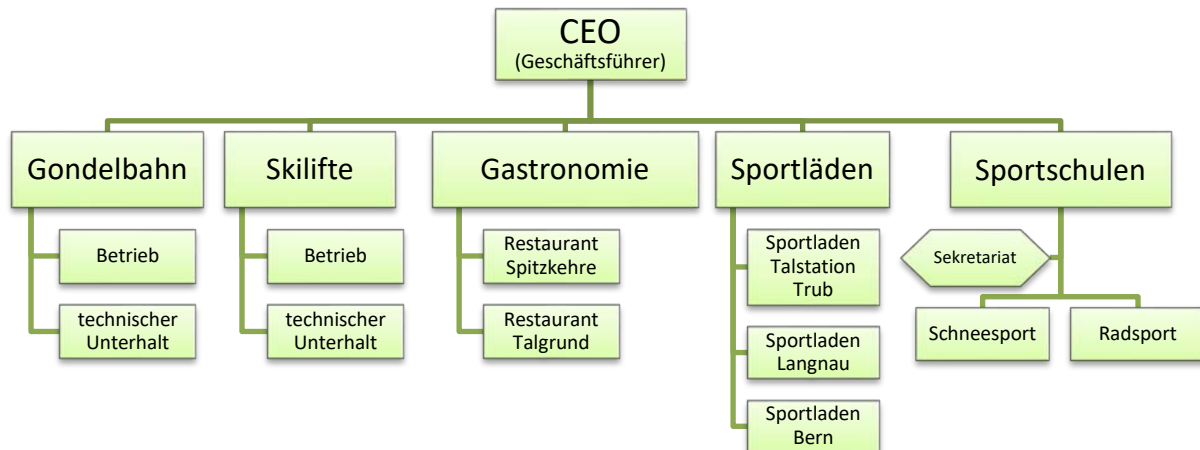 CEO
(Geschäftsführer)
Gondelbahn
Skilifte
Gastronomie
Sportläden
Sportschulen
Betrieb
technischer
Unterhalt
Betrieb
technischer
Unterhalt
Restaurant
Spitzkehre
Restaurant
Talgrund
Sportladen
Talstation
Trub
Sportladen
Langnau
Sportladen
Bern
Sekretariat
Schneesport
Radsport